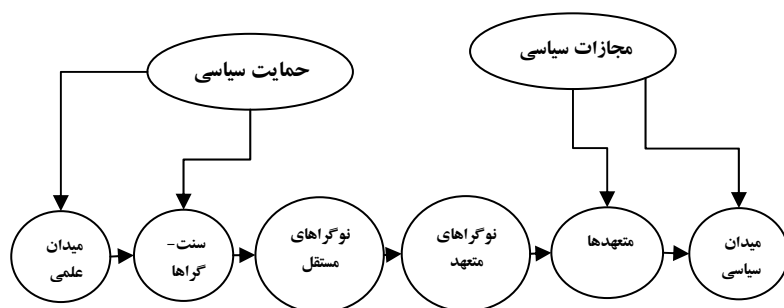 مجازات سیاسی
حمایت سیاسی
میدان
سیاسی
متعهدها
نوگراهای
متعهد
نوگراهای
مستقل
سنت-
گراها
میدان
علمی